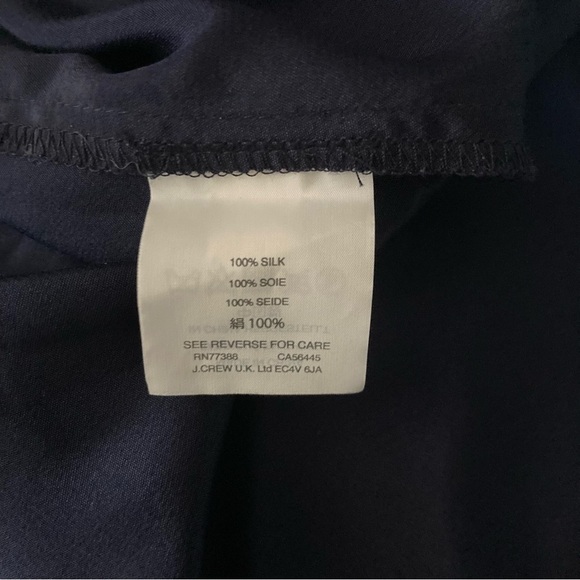 100% SILK
100% SOIE
100% SEIDE
絹 100%
SEE REVERSE FOR CARE
RN77388 CA56445
J.CREW U.K. Ltd EC4V 6JA